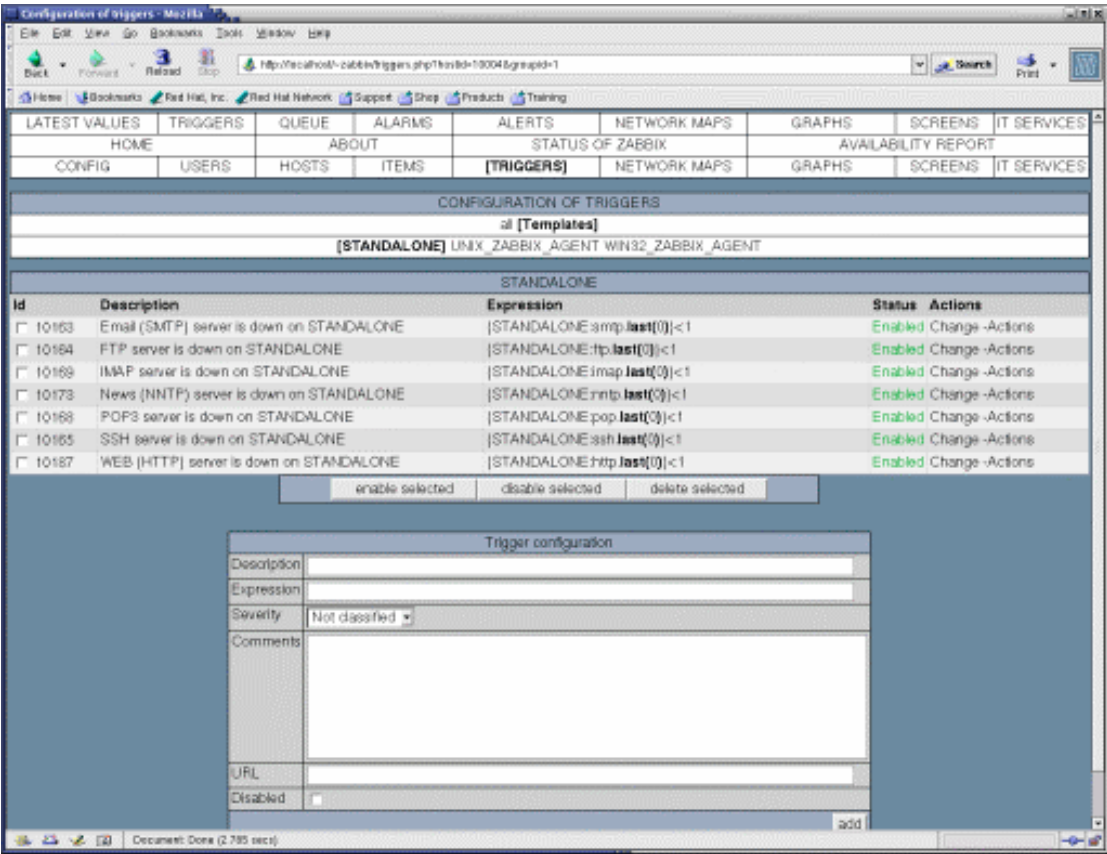 Configuration of triggers - Mozilla
File Edit View Go Bookmarks Tools Window Help
Back Forward Reload Stop http://localhost/~zabbix/triggers.php?hostid=10004&groupid=1 Search Print
Home Bookmarks Red Hat, Inc. Red Hat Network Support Shop Products Training
LATEST VALUES TRIGGERS QUEUE ALARMS ALERTS NETWORK MAPS GRAPHS SCREENS IT SERVICES
HOME ABOUT STATUS OF ZABBIX AVAILABILITY REPORT
CONFIG USERS HOSTS ITEMS [TRIGGERS] NETWORK MAPS GRAPHS SCREENS IT SERVICES
CONFIGURATION OF TRIGGERS
all [Templates]
[STANDALONE] UNIX_ZABBIX_AGENT WIN32_ZABBIX_AGENT
STANDALONE
Id Description Expression Status Actions
10163 Email (SMTP) server is down on STANDALONE {STANDALONE:smtp.last(0)}<1 Enabled Change -Actions
10164 FTP server is down on STANDALONE {STANDALONE:ftp.last(0)}<1 Enabled Change -Actions
10169 IMAP server is down on STANDALONE {STANDALONE:imap.last(0)}<1 Enabled Change -Actions
10173 News (NNTP) server is down on STANDALONE {STANDALONE:nntp.last(0)}<1 Enabled Change -Actions
10168 POP3 server is down on STANDALONE {STANDALONE:pop.last(0)}<1 Enabled Change -Actions
10165 SSH server is down on STANDALONE {STANDALONE:ssh.last(0)}<1 Enabled Change -Actions
10167 WEB (HTTP) server is down on STANDALONE {STANDALONE:http.last(0)}<1 Enabled Change -Actions
enable selected disable selected delete selected
Trigger configuration
Description
Expression
Severity Not classified
Comments
URL
Disabled
add
Document: Done (2.785 secs)